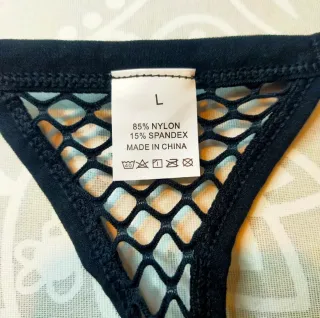 L
85% NYLON
15% SPANDEX
MADE IN CHINA